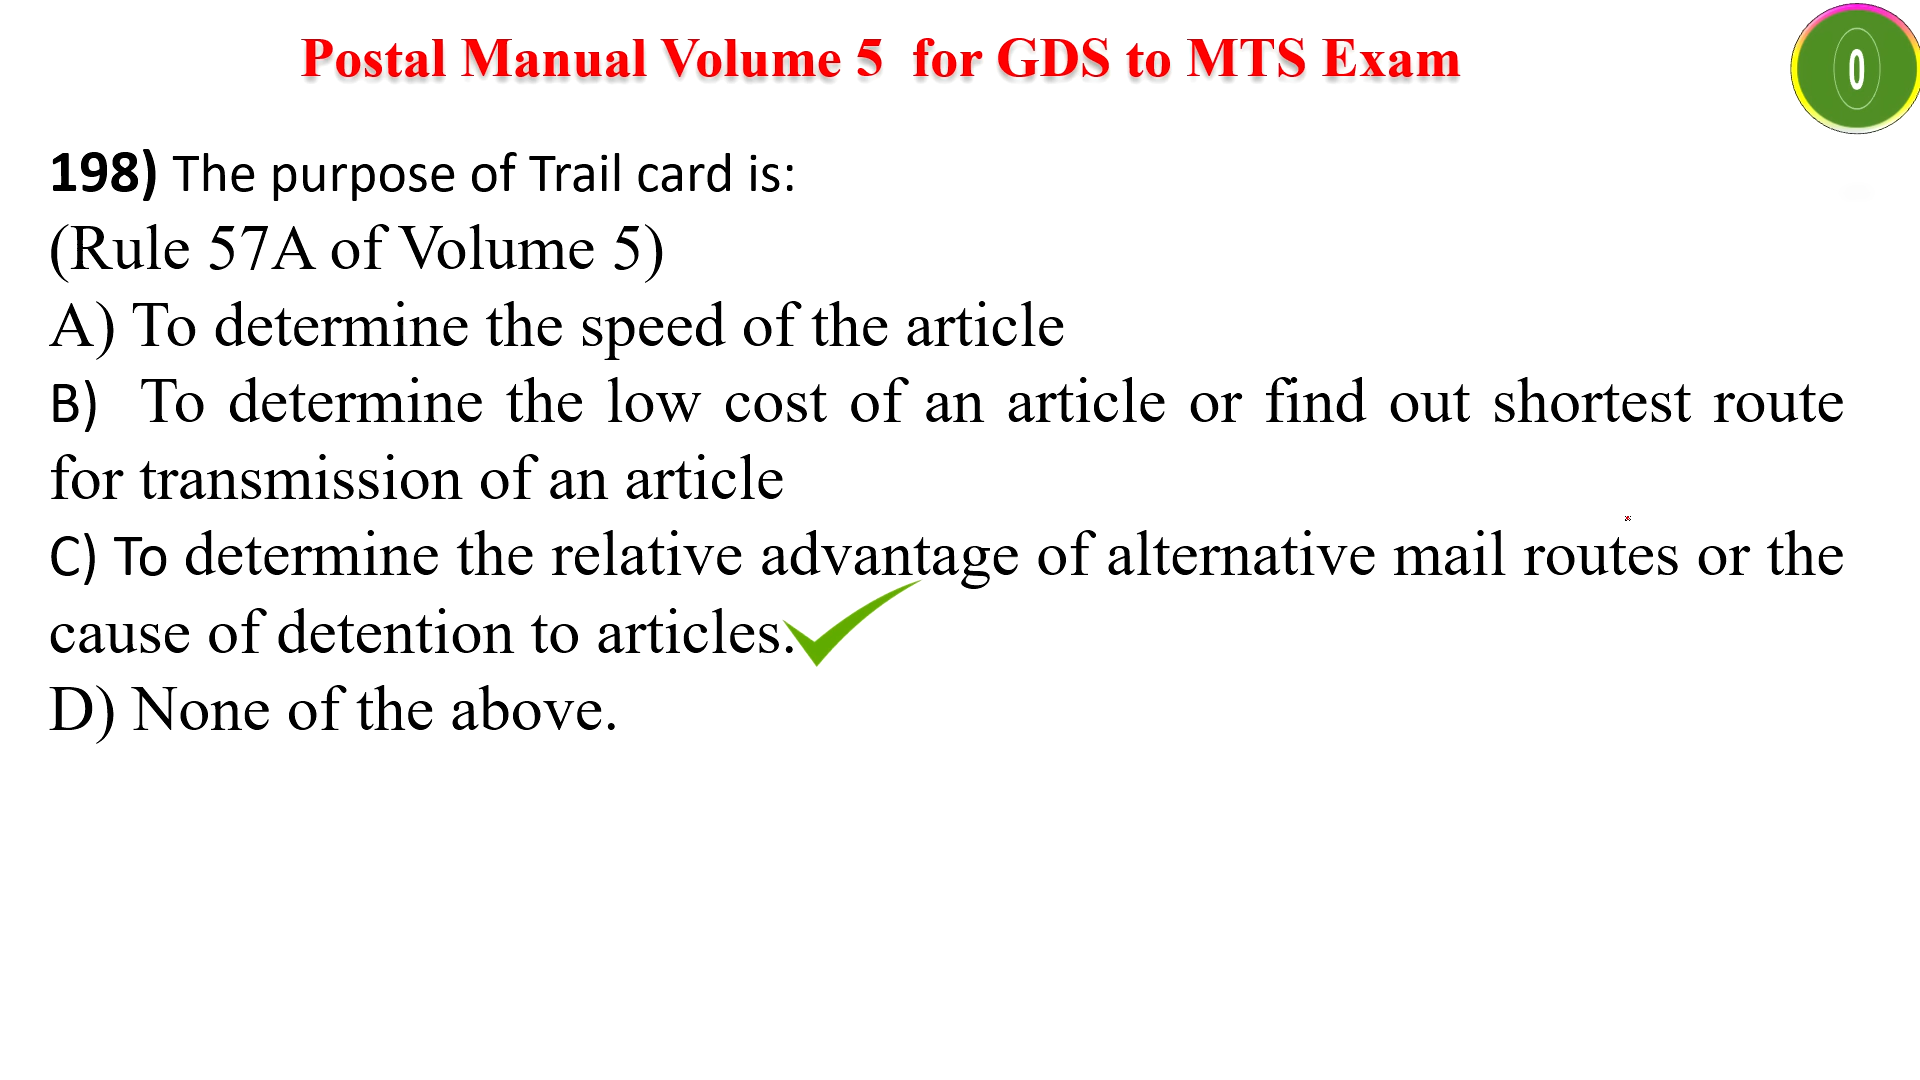 Postal Manual Volume 5 for GDS to MTS Exam
0
198) The purpose of Trail card is:
(Rule 57A of Volume 5)
A) To determine the speed of the article
B) To determine the low cost of an article or find out shortest route
for transmission of an article
C) To determine the relative advantage of alternative mail routes or the
cause of detention to articles.
D) None of the above.